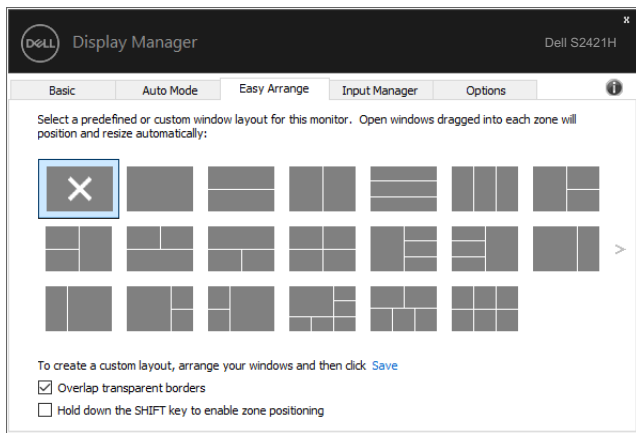 x
DELL Display Manager Dell S2421H
Basic Auto Mode Easy Arrange Input Manager Options i
Select a predefined or custom window layout for this monitor. Open windows dragged into each zone will
position and resize automatically:
>
To create a custom layout, arrange your windows and then click Save
Overlap transparent borders
Hold down the SHIFT key to enable zone positioning